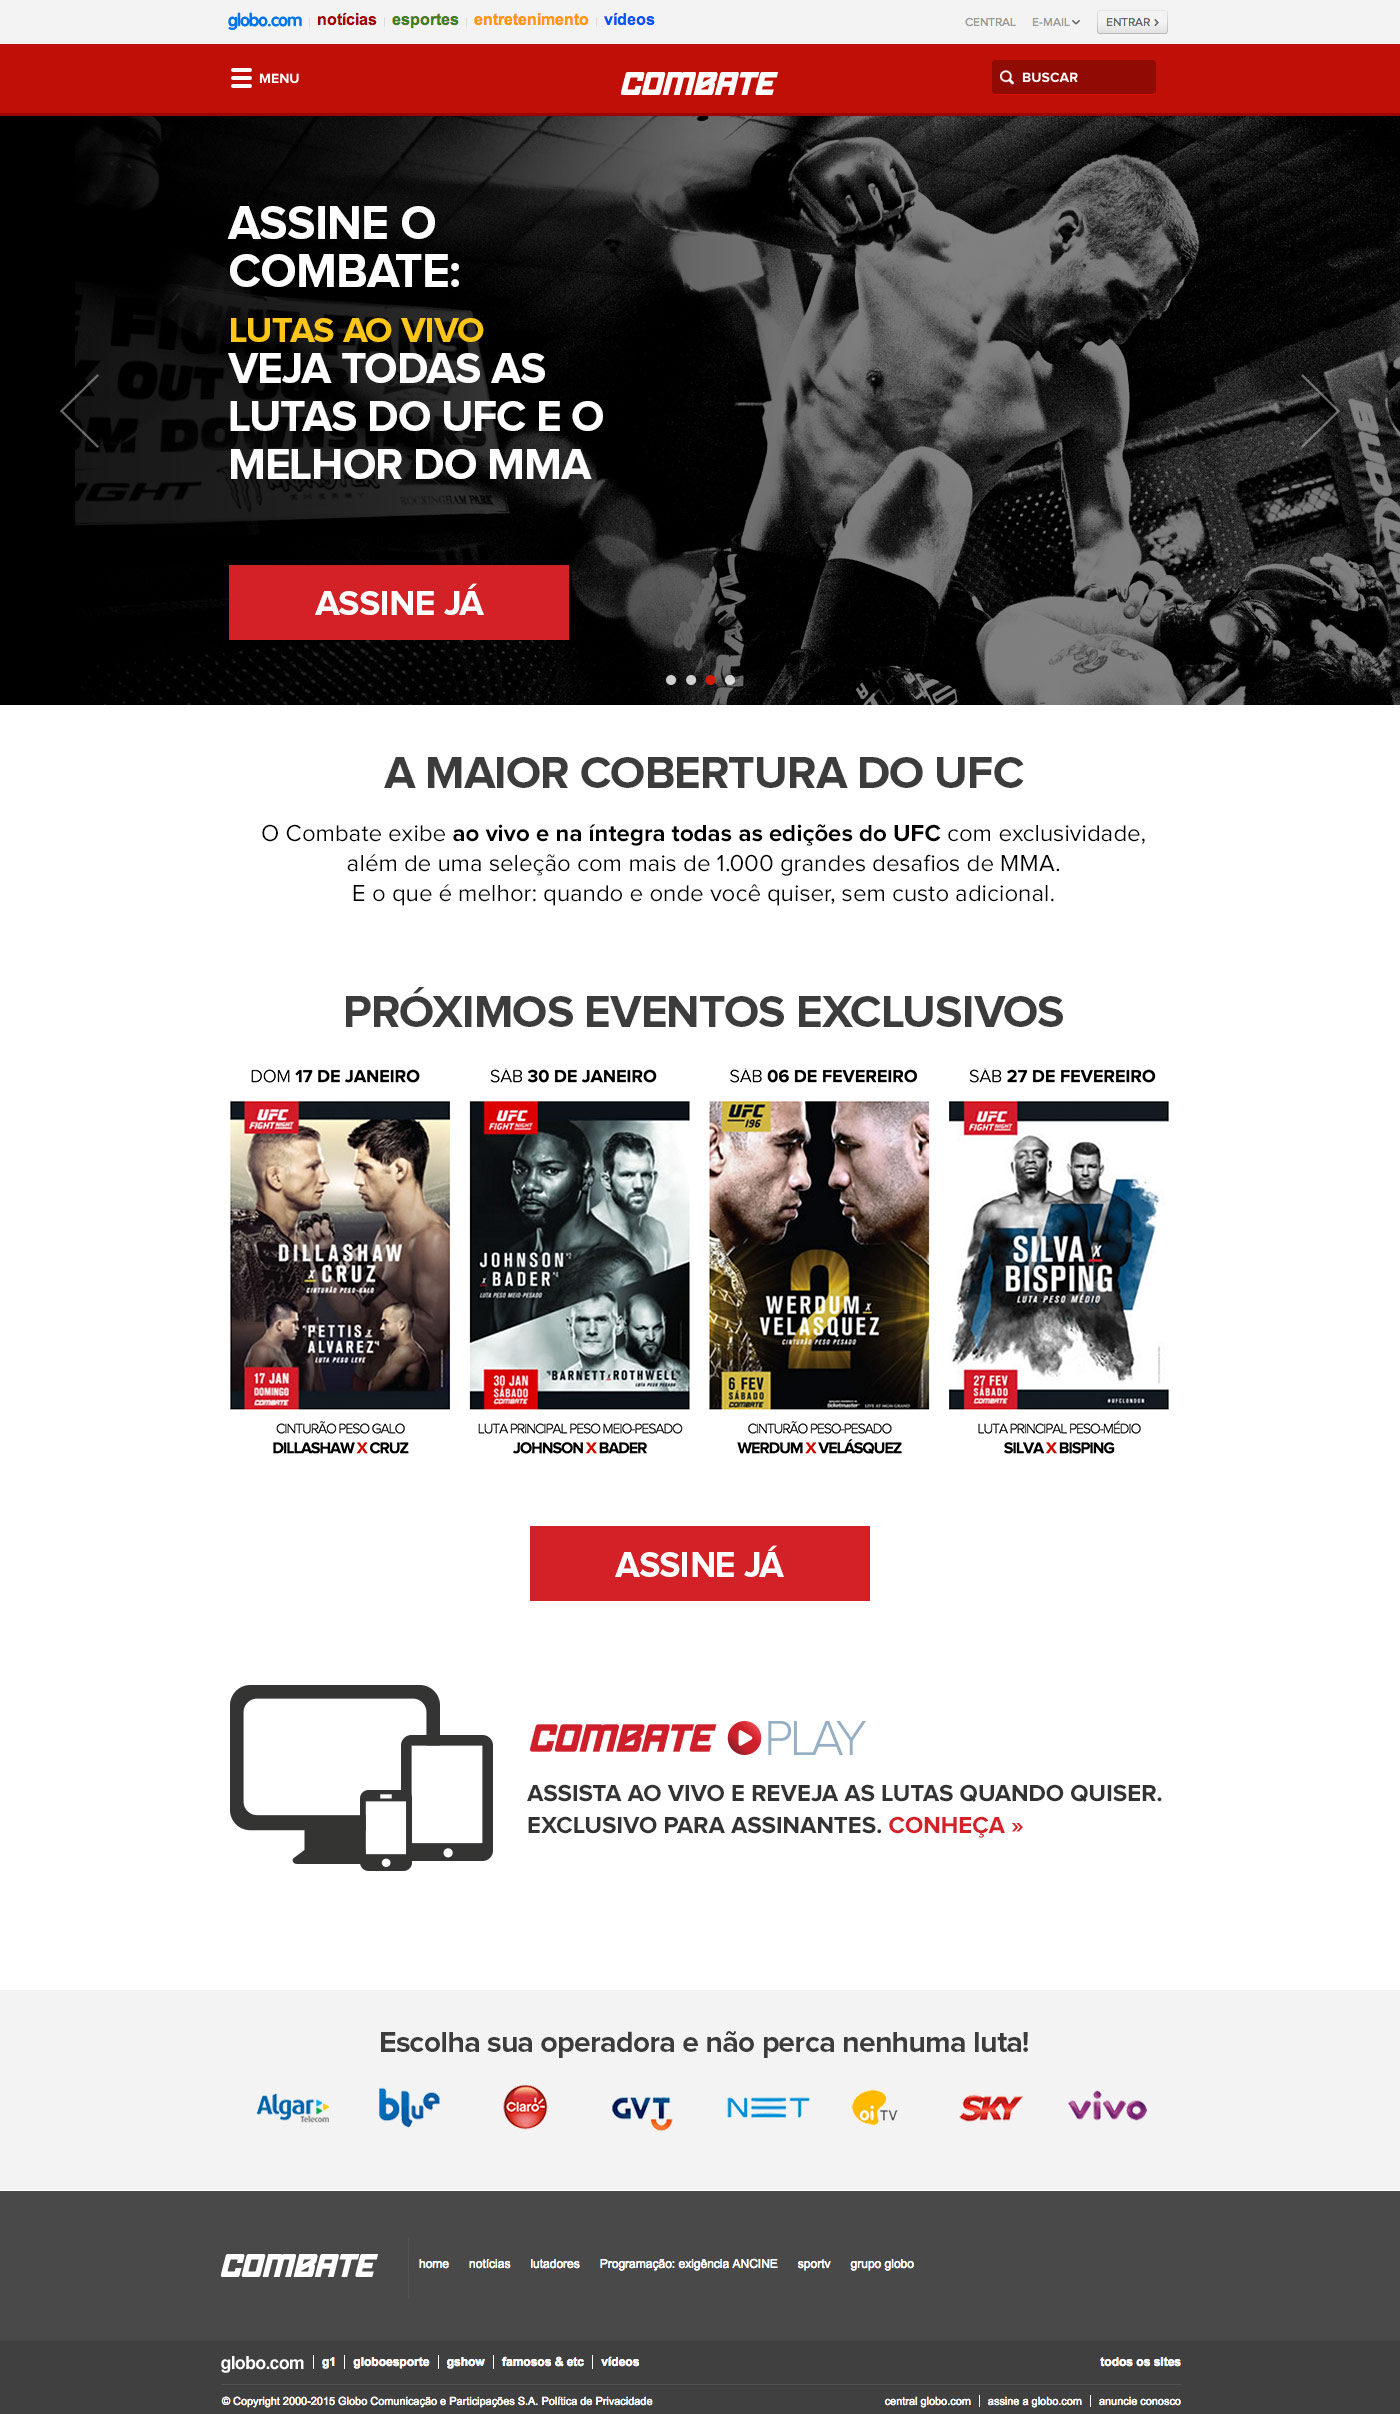 globo.com notícias esportes entretenimento vídeos CENTRAL E-MAIL ENTRAR
MENU COMBATE BUSCAR
ASSINE O
COMBATE:
LUTAS AO VIVO
VEJA TODAS AS
LUTAS DO UFC E O
MELHOR DO MMA
ROCKINGHAM PARK
ASSINE JÁ
A MAIOR COBERTURA DO UFC
O Combate exibe ao vivo e na íntegra todas as edições do UFC com exclusividade,
além de uma seleção com mais de 1.000 grandes desafios de MMA.
E o que é melhor: quando e onde você quiser, sem custo adicional.
PRÓXIMOS EVENTOS EXCLUSIVOS
DOM 17 DE JANEIRO
UFC
FIGHT NIGHT
DILLASHAW
X CRUZ
CINTURÃO PESO-GALO
PETTIS X
ALVAREZ
LUTA PESO LEVE
17 JAN
DOMINGO
COMBATE
CINTURÃO PESO GALO
DILLASHAW X CRUZ
SAB 30 DE JANEIRO
UFC
FIGHT NIGHT
JOHNSON
X BADER
LUTA PESO MEIO-PESADO
BARNETT X ROTHWELL
LUTA PESO PESADO
30 JAN
SÁBADO
COMBATE
LUTA PRINCIPAL PESO MEIO-PESADO
JOHNSON X BADER
SAB 06 DE FEVEREIRO
UFC
196
2
WERDUM X
VELASQUEZ
CINTURÃO PESO PESADO
6 FEV
SÁBADO
COMBATE
ticketmaster LIVE AT MGM GRAND
CINTURÃO PESO-PESADO
WERDUM X VELÁSQUEZ
SAB 27 DE FEVEREIRO
UFC
FIGHT NIGHT
SILVA X
BISPING
LUTA PESO MÉDIO
27 FEV
SÁBADO
COMBATE
#UFCLONDON
LUTA PRINCIPAL PESO-MÉDIO
SILVA X BISPING
ASSINE JÁ
COMBATE PLAY
ASSISTA AO VIVO E REVEJA AS LUTAS QUANDO QUISER.
EXCLUSIVO PARA ASSINANTES. CONHEÇA »
Escolha sua operadora e não perca nenhuma luta!
Algar Telecom blue Claro GVT NET oi TV SKY vivo
COMBATE home notícias lutadores Programação: exigência ANCINE sportv grupo globo
globo.com g1 globoesporte gshow famosos & etc vídeos todos os sites
© Copyright 2000-2015 Globo Comunicação e Participações S.A. Política de Privacidade central globo.com assine a globo.com anuncie conosco